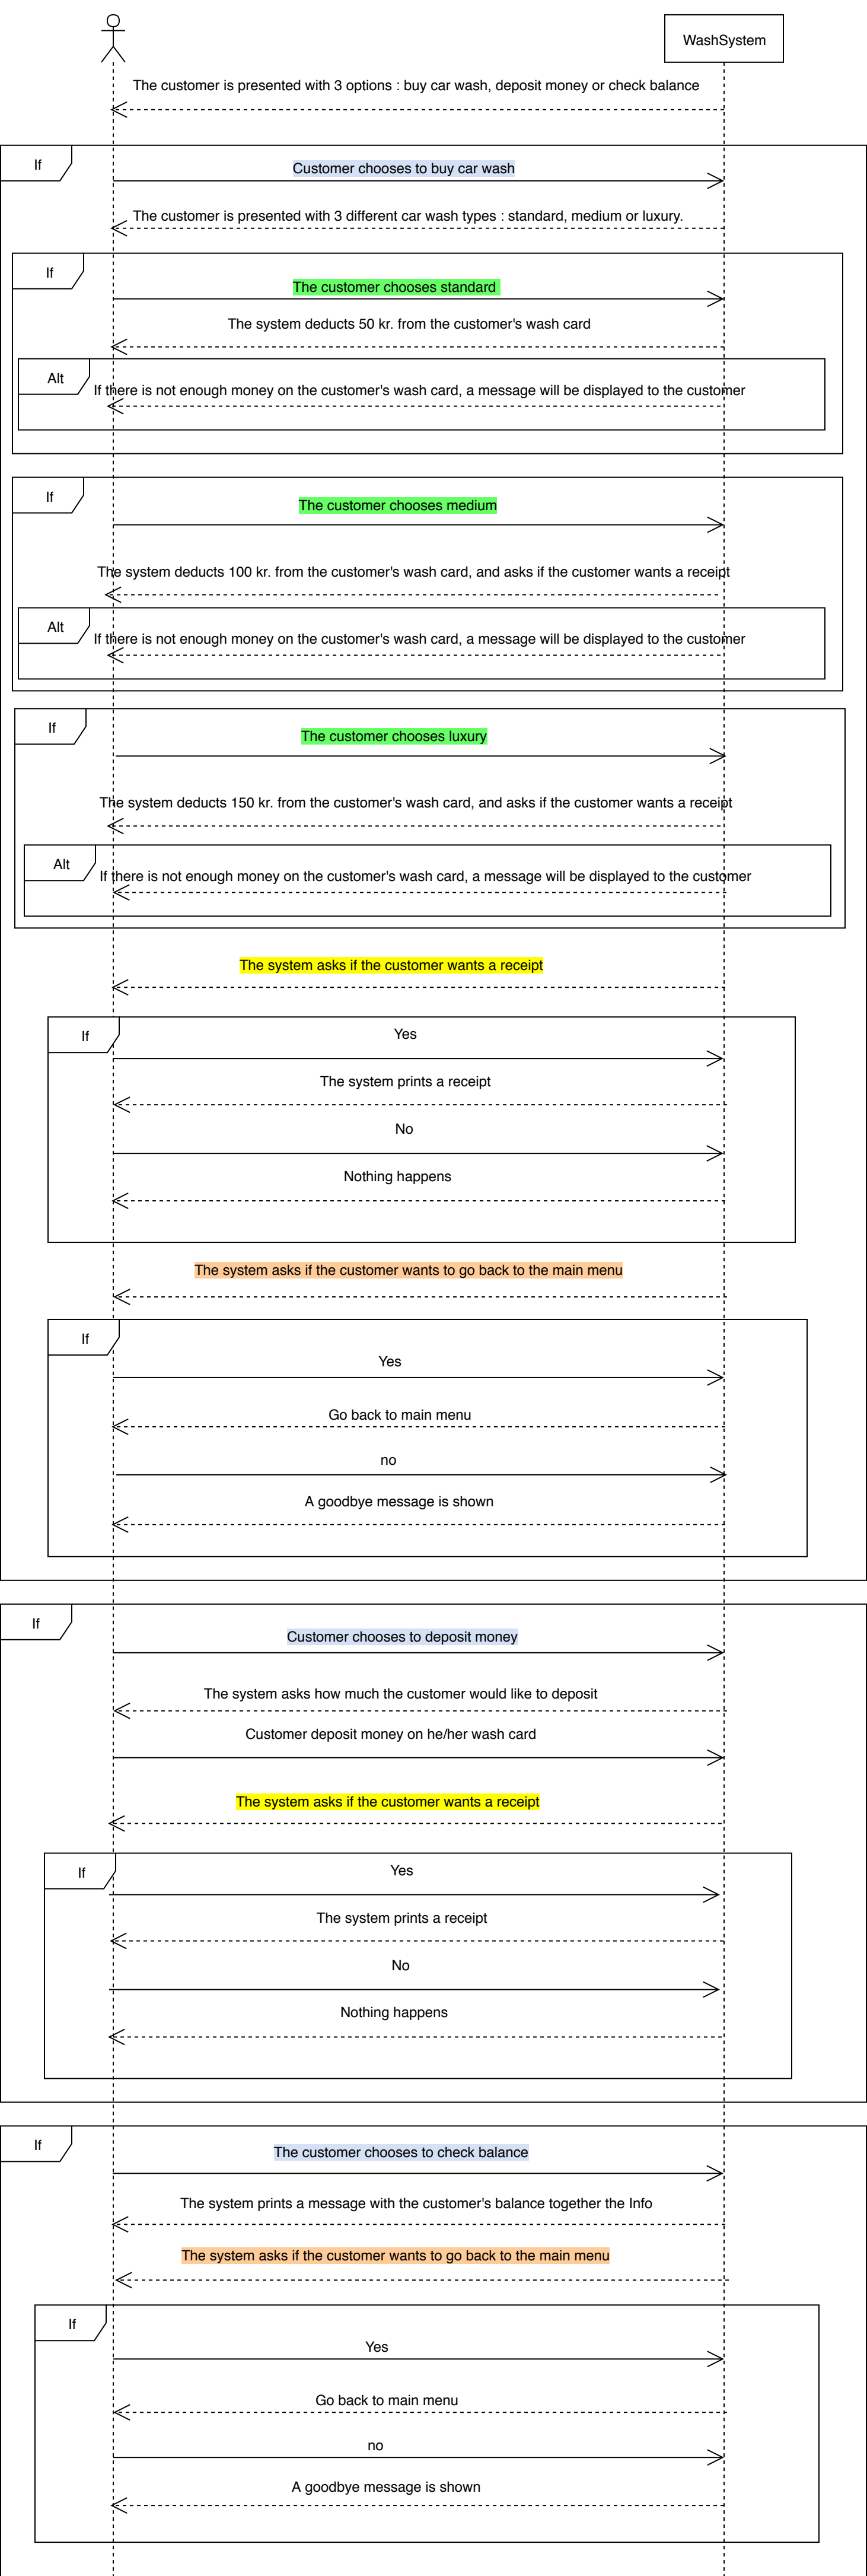 WashSystem
The customer is presented with 3 options : buy car wash, deposit money or check balance
If
Customer chooses to buy car wash
The customer is presented with 3 different car wash types : standard, medium or luxury.
If
The customer chooses standard
The system deducts 50 kr. from the customer's wash card
Alt
If there is not enough money on the customer's wash card, a message will be displayed to the customer
If
The customer chooses medium
The system deducts 100 kr. from the customer's wash card, and asks if the customer wants a receipt
Alt
If there is not enough money on the customer's wash card, a message will be displayed to the customer
If
The customer chooses luxury
The system deducts 150 kr. from the customer's wash card, and asks if the customer wants a receipt
Alt
If there is not enough money on the customer's wash card, a message will be displayed to the customer
The system asks if the customer wants a receipt
If
Yes
The system prints a receipt
No
Nothing happens
The system asks if the customer wants to go back to the main menu
If
Yes
Go back to main menu
no
A goodbye message is shown
If
Customer chooses to deposit money
The system asks how much the customer would like to deposit
Customer deposit money on he/her wash card
The system asks if the customer wants a receipt
If
Yes
The system prints a receipt
No
Nothing happens
If
The customer chooses to check balance
The system prints a message with the customer's balance together the Info
The system asks if the customer wants to go back to the main menu
If
Yes
Go back to main menu
no
A goodbye message is shown